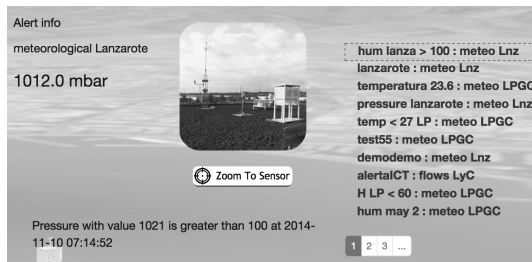 Alert info
meteorological Lanzarote
1012.0 mbar
Zoom To Sensor
Pressure with value 1021 is greater than 100 at 2014-
11-10 07:14:52
hum lanza > 100 : meteo Lnz
lanzarote : meteo Lnz
temperatura 23.6 : meteo LPGC
pressure lanzarote : meteo Lnz
temp < 27 LP : meteo LPGC
test55 : meteo LPGC
demodemo : meteo Lnz
alertaICT : flows LyC
H LP < 60 : meteo LPGC
hum may 2 : meteo LPGC
1 2 3 ...